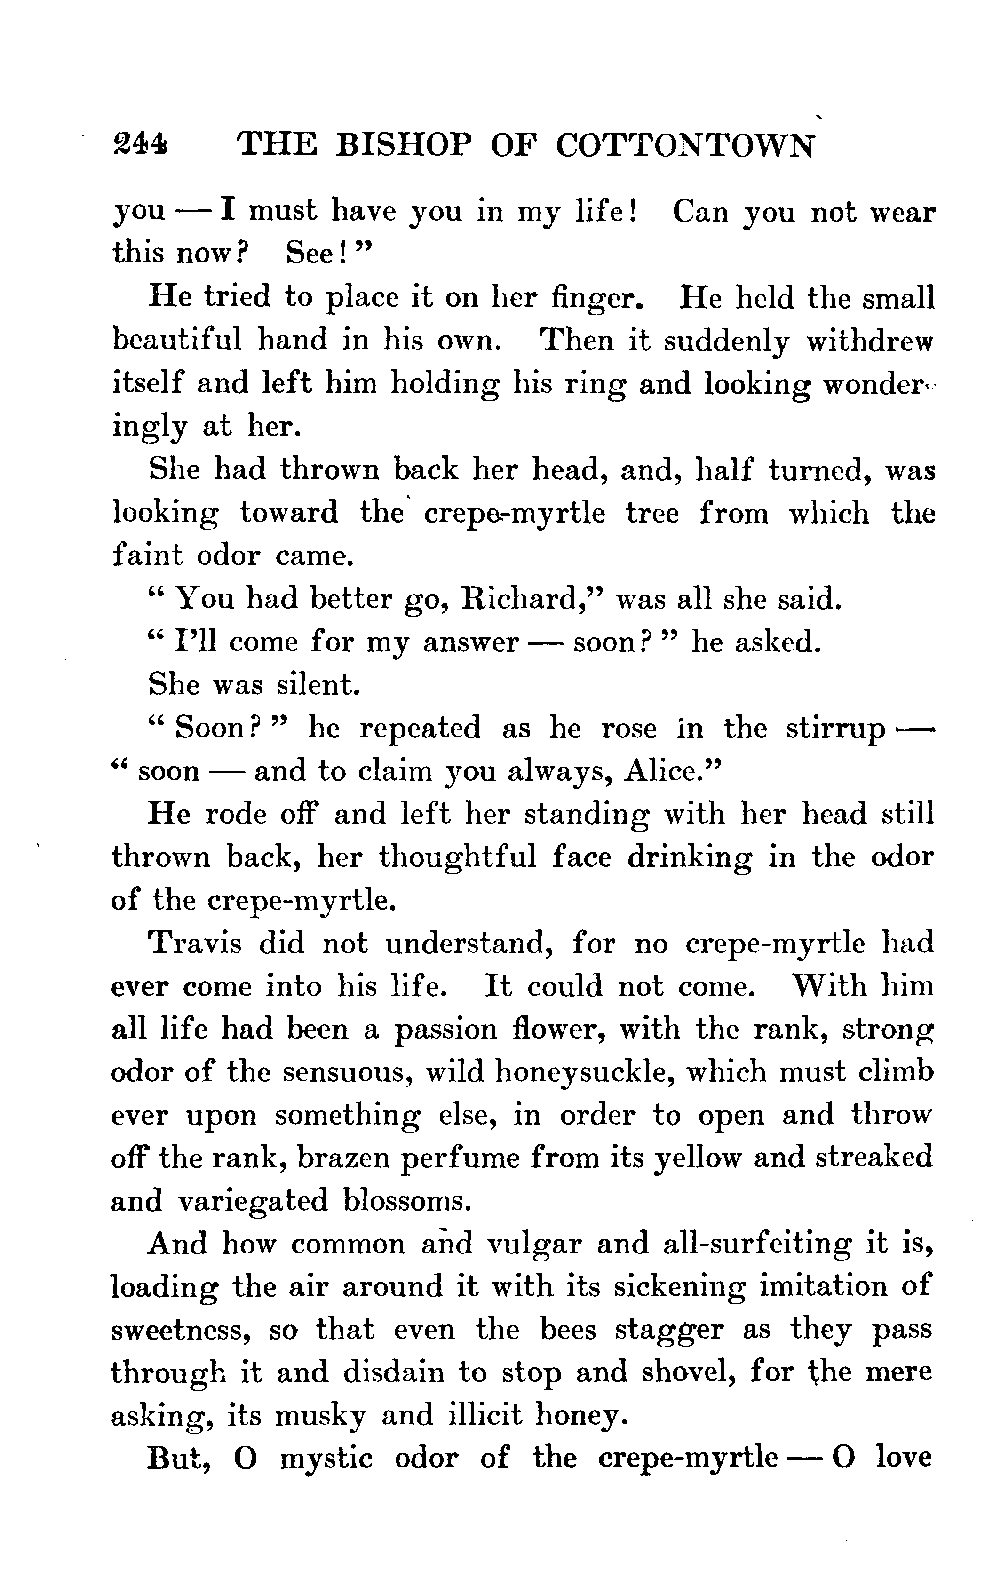 244 THE BISHOP OF COTTONTOWN
you — I must have you in my life! Can you not wear
this now? See!”
He tried to place it on her finger. He held the small
beautiful hand in his own. Then it suddenly withdrew
itself and left him holding his ring and looking wonder-
ingly at her.
She had thrown back her head, and, half turned, was
looking toward the crepe-myrtle tree from which the
faint odor came.
“You had better go, Richard,” was all she said.
“I’ll come for my answer — soon?” he asked.
She was silent.
“Soon?” he repeated as he rose in the stirrup —
“soon — and to claim you always, Alice.”
He rode off and left her standing with her head still
thrown back, her thoughtful face drinking in the odor
of the crepe-myrtle.
Travis did not understand, for no crepe-myrtle had
ever come into his life. It could not come. With him
all life had been a passion flower, with the rank, strong
odor of the sensuous, wild honeysuckle, which must climb
ever upon something else, in order to open and throw
off the rank, brazen perfume from its yellow and streaked
and variegated blossoms.
And how common and vulgar and all-surfeiting it is,
loading the air around it with its sickening imitation of
sweetness, so that even the bees stagger as they pass
through it and disdain to stop and shovel, for the mere
asking, its musky and illicit honey.
But, O mystic odor of the crepe-myrtle — O love